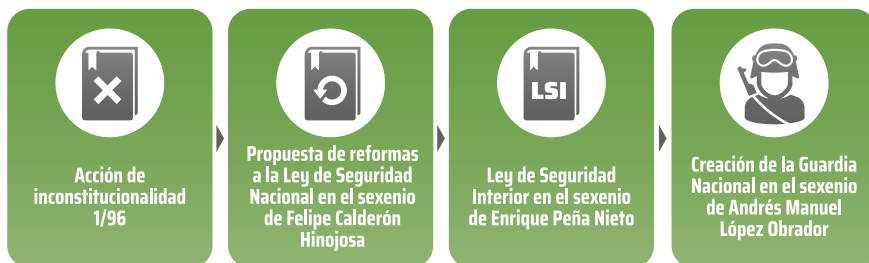 Acción de
inconstitucionalidad
1/96
Propuesta de reformas
a la Ley de Seguridad
Nacional en el sexenio
de Felipe Calderón
Hinojosa
LSI
Ley de Seguridad
Interior en el sexenio
de Enrique Peña Nieto
Creación de la Guardia
Nacional en el sexenio
de Andrés Manuel
López Obrador